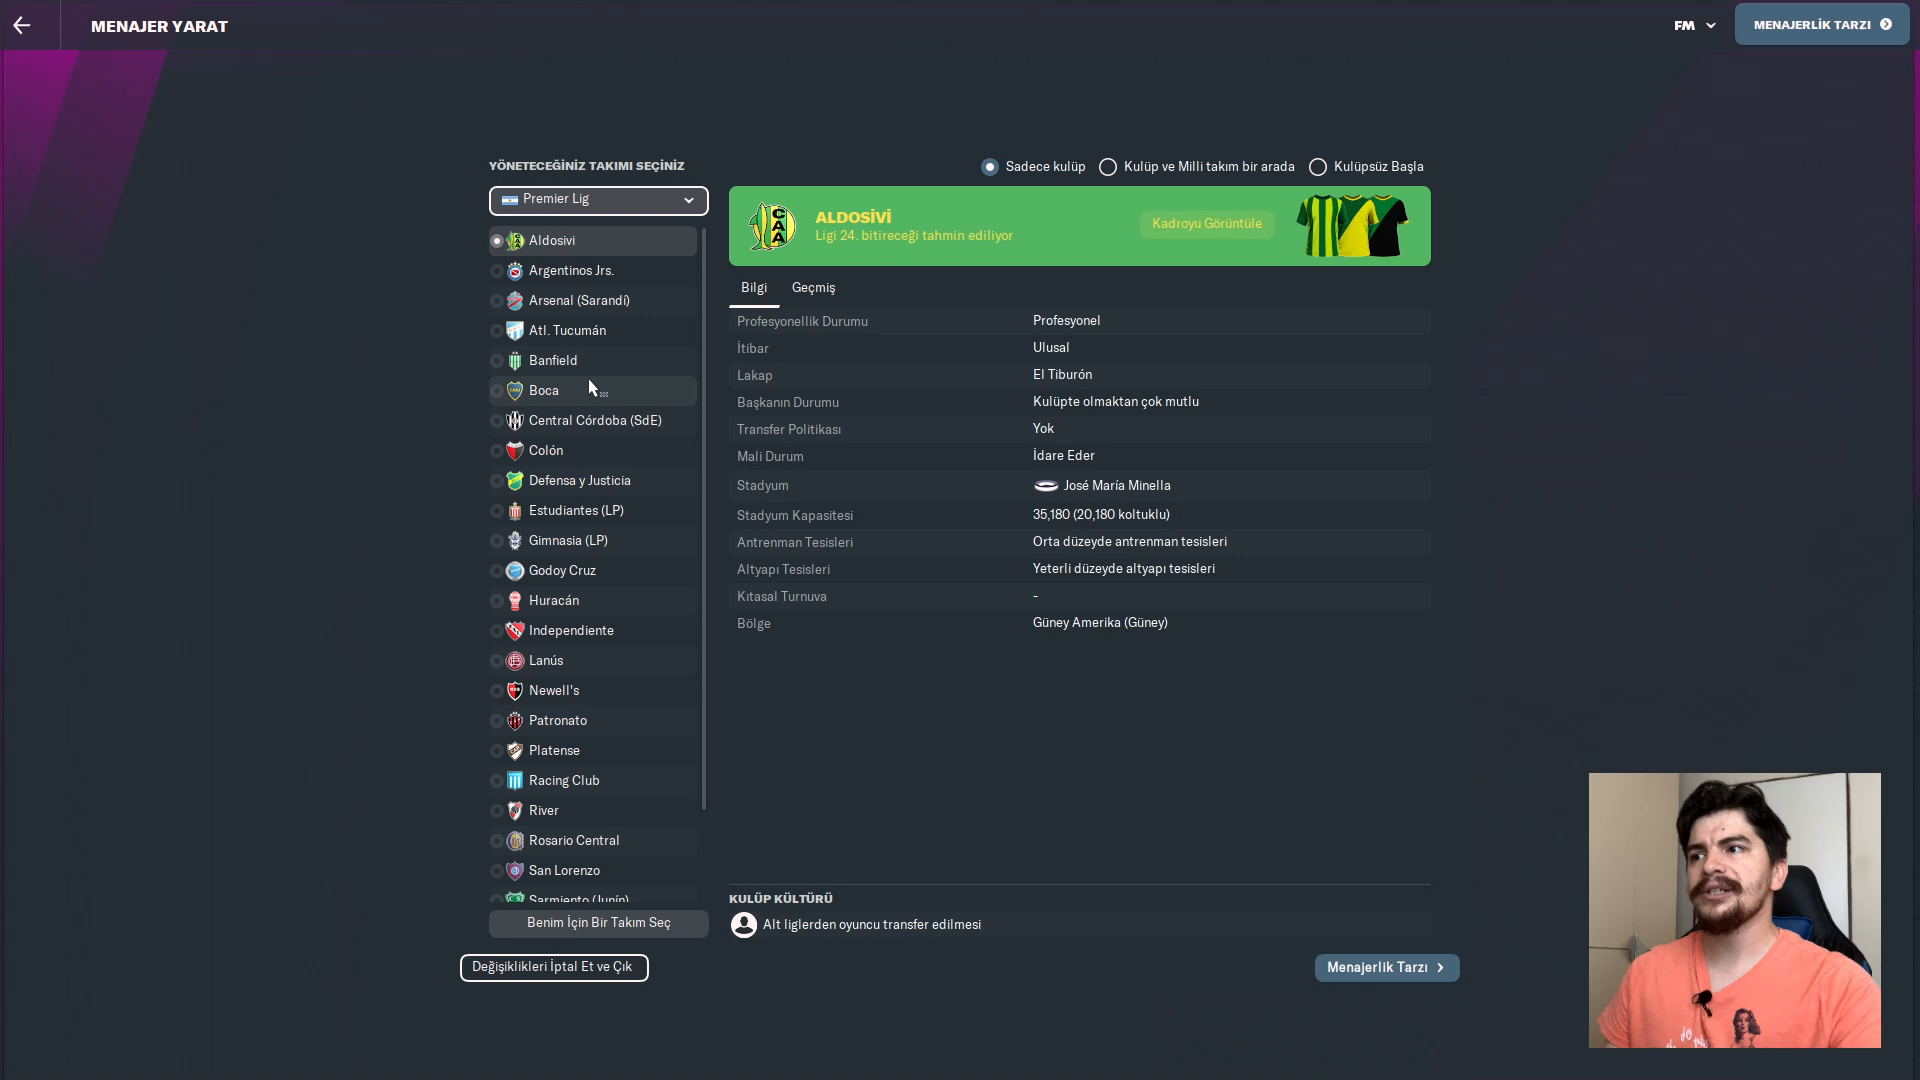 MENAJER YARAT
FM
MENAJERLİK TARZI
YÖNETECEĞİNİZ TAKIMI SEÇİNİZ
Sadece kulüp
Kulüp ve Milli takım bir arada
Kulüpsüz Başla
Premier Lig
Aldosivi
Argentinos Jrs.
Arsenal (Sarandí)
Atl. Tucumán
Banfield
Boca
Central Córdoba (SdE)
Colón
Defensa y Justicia
Estudiantes (LP)
Gimnasia (LP)
Godoy Cruz
Huracán
Independiente
Lanús
Newell's
Patronato
Platense
Racing Club
River
Rosario Central
San Lorenzo
Sarmiento (Junín)
Benim İçin Bir Takım Seç
Değişiklikleri İptal Et ve Çık
CAA
ALDOSİVİ
Ligi 24. bitireceği tahmin ediliyor
Kadroyu Görüntüle
Bilgi
Geçmiş
Profesyonellik Durumu Profesyonel
İtibar Ulusal
Lakap El Tiburón
Başkanın Durumu Kulüpte olmaktan çok mutlu
Transfer Politikası Yok
Mali Durum İdare Eder
Stadyum José María Minella
Stadyum Kapasitesi 35,180 (20,180 koltuklu)
Antrenman Tesisleri Orta düzeyde antrenman tesisleri
Altyapı Tesisleri Yeterli düzeyde altyapı tesisleri
Kıtasal Turnuva -
Bölge Güney Amerika (Güney)
KULÜP KÜLTÜRÜ
Alt liglerden oyuncu transfer edilmesi
Menajerlik Tarzı